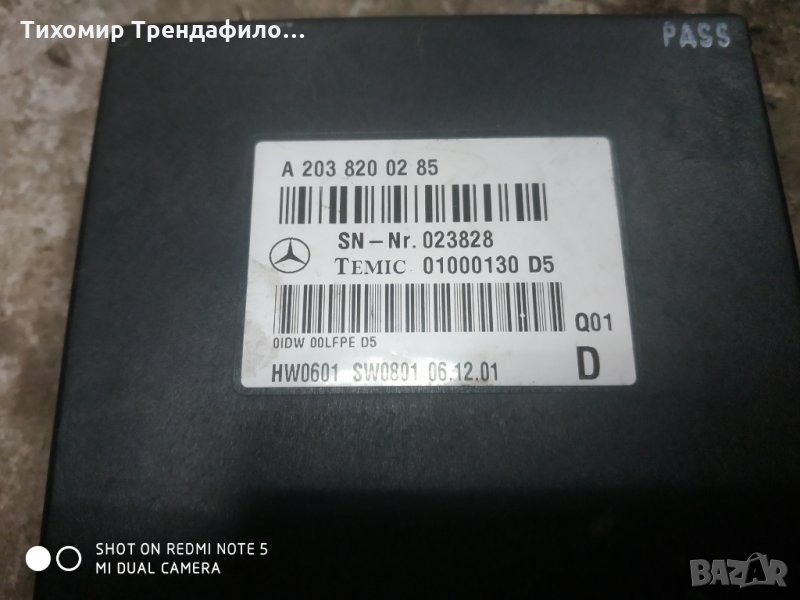 Тихомир Трендафило...
PASS
A 203 820 02 85
SN-Nr. 023828
TEMIC 01000130 D5
Q01
0IDW 00LFPE D5
HW0601 SW0801 06.12.01
D
SHOT ON REDMI NOTE 5
MI DUAL CAMERA
BAZAR